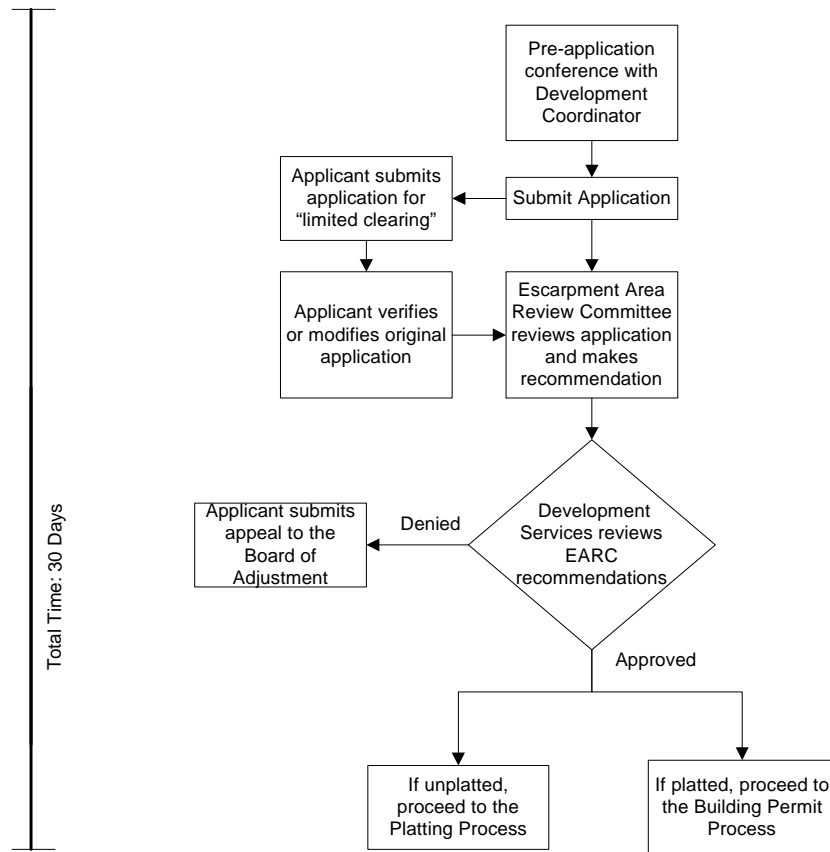 Pre-application
conference with
Development
Coordinator
Applicant submits
application for
“limited clearing”
Submit Application
Applicant verifies
or modifies original
application
Escarpment Area
Review Committee
reviews application
and makes
recommendation
Development
Services reviews
EARC
recommendations
Denied
Applicant submits
appeal to the
Board of
Adjustment
Approved
If unplatted,
proceed to the
Platting Process
If platted, proceed to
the Building Permit
Process
Total Time: 30 Days